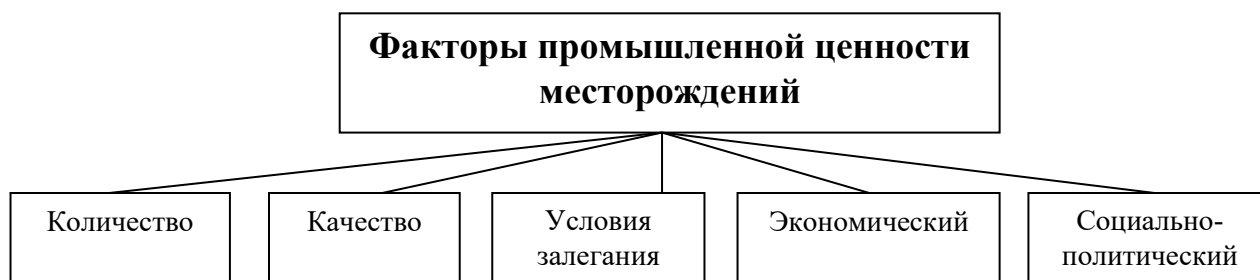 Факторы промышленной ценности
месторождений
Количество
Качество
Условия
залегания
Экономический
Социально-
политический